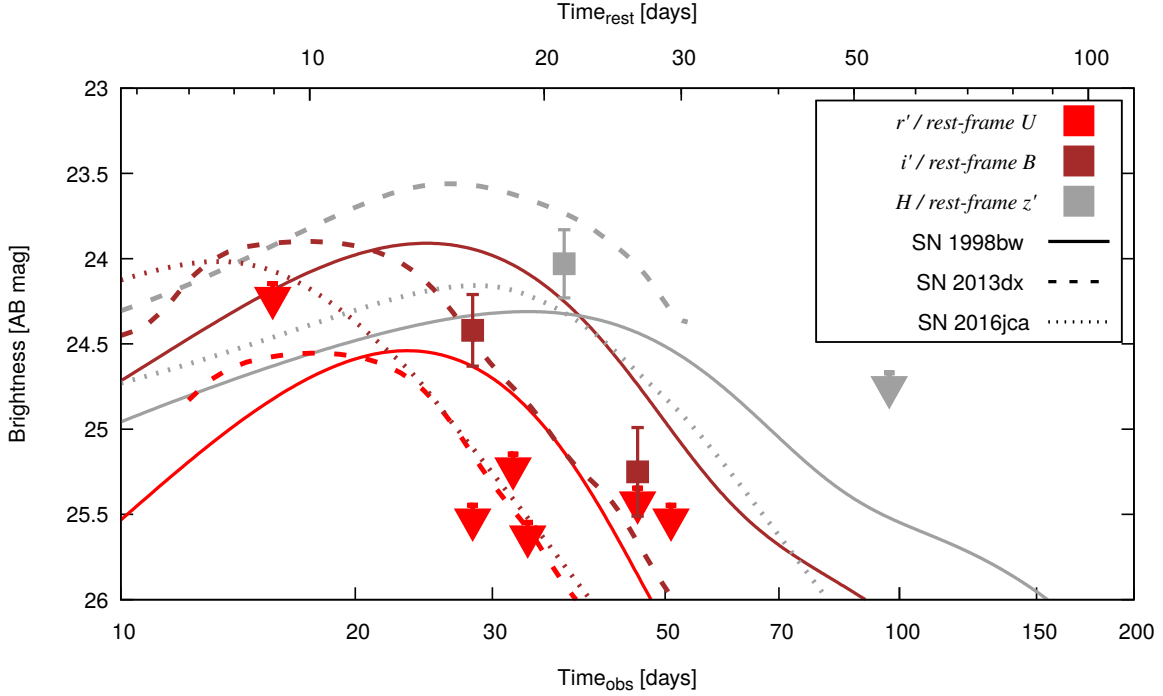 Time_rest [days]
10 20 30 50 100
23
23.5
24
24.5
25
25.5
26
Brightness [AB mag]
r' / rest-frame U
i' / rest-frame B
H / rest-frame z'
SN 1998bw
SN 2013dx
SN 2016jca
10 20 30 50 70 100 150 200
Time_obs [days]